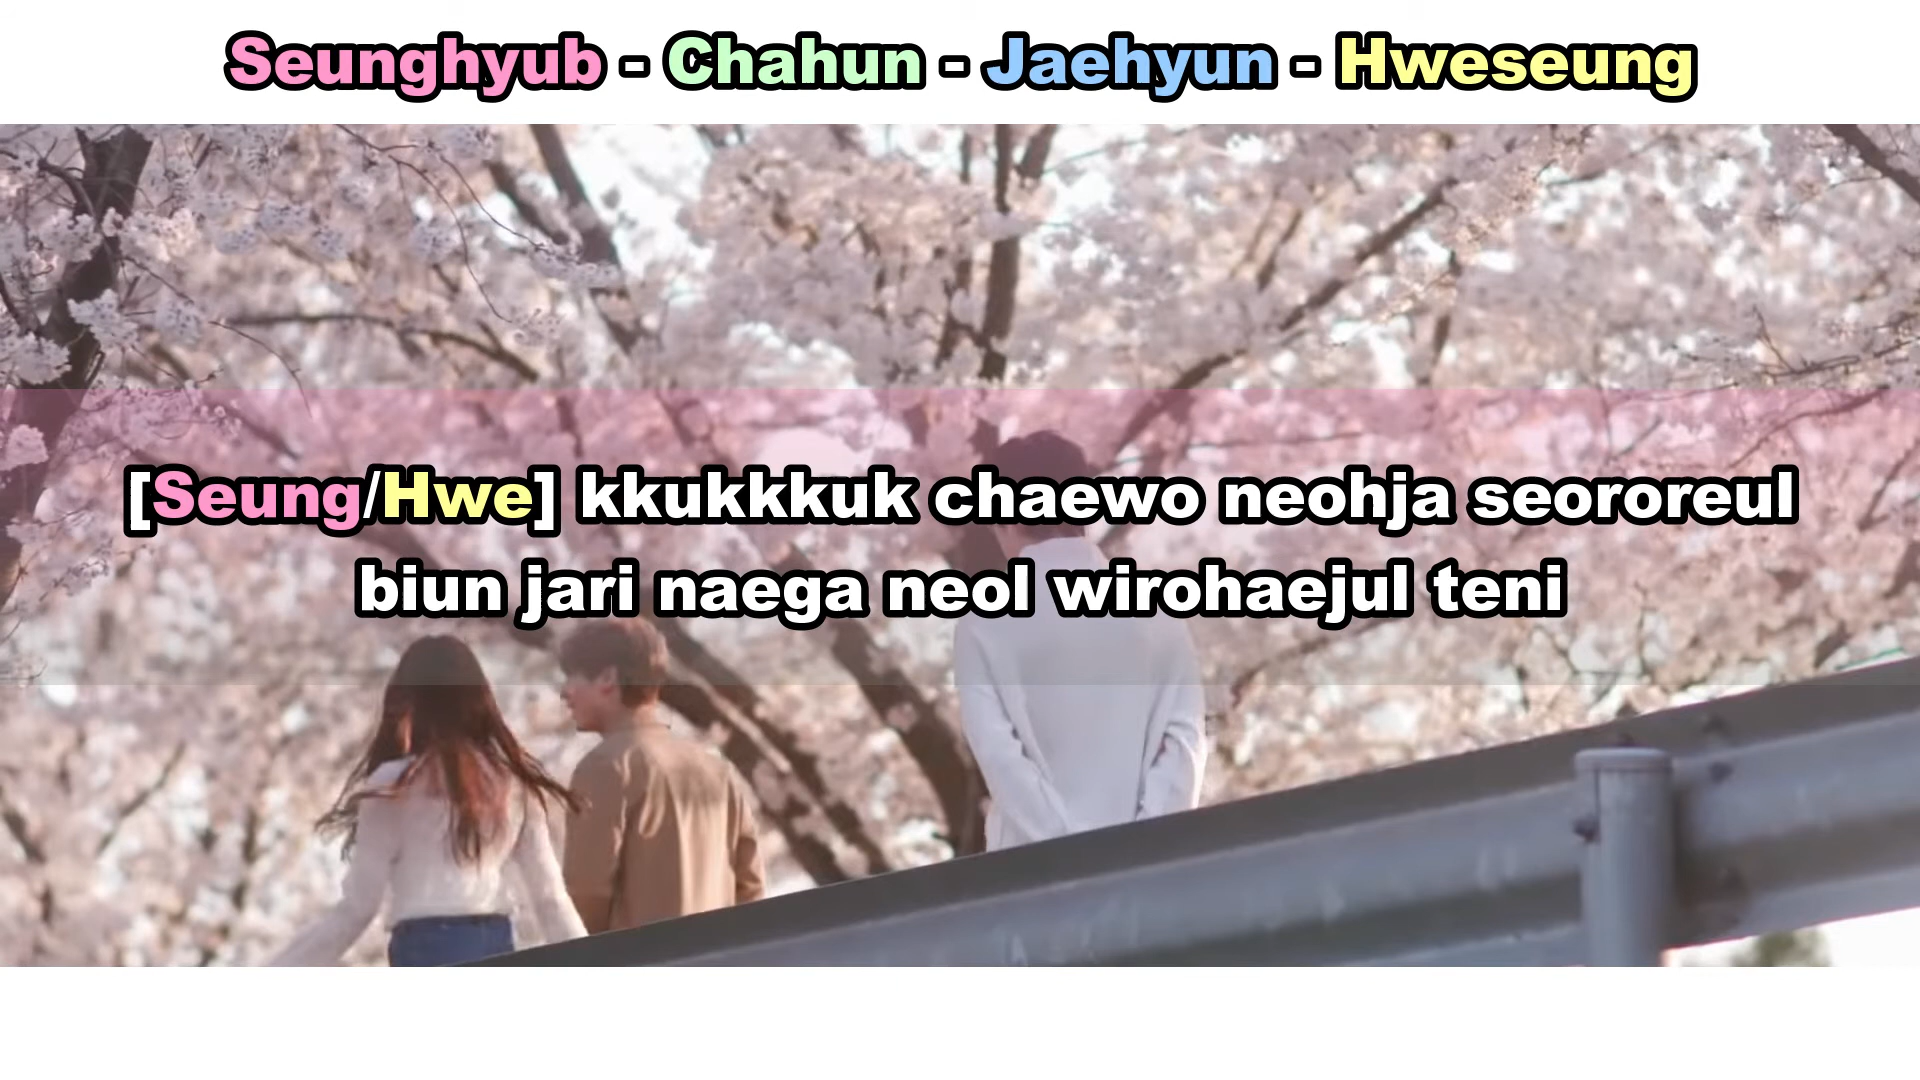 Seunghyub - Chahun - Jaehyun - Hweseung
[Seung/Hwe] kkukkkuk chaewo neohja seororeul
biun jari naega neol wirohaejul teni